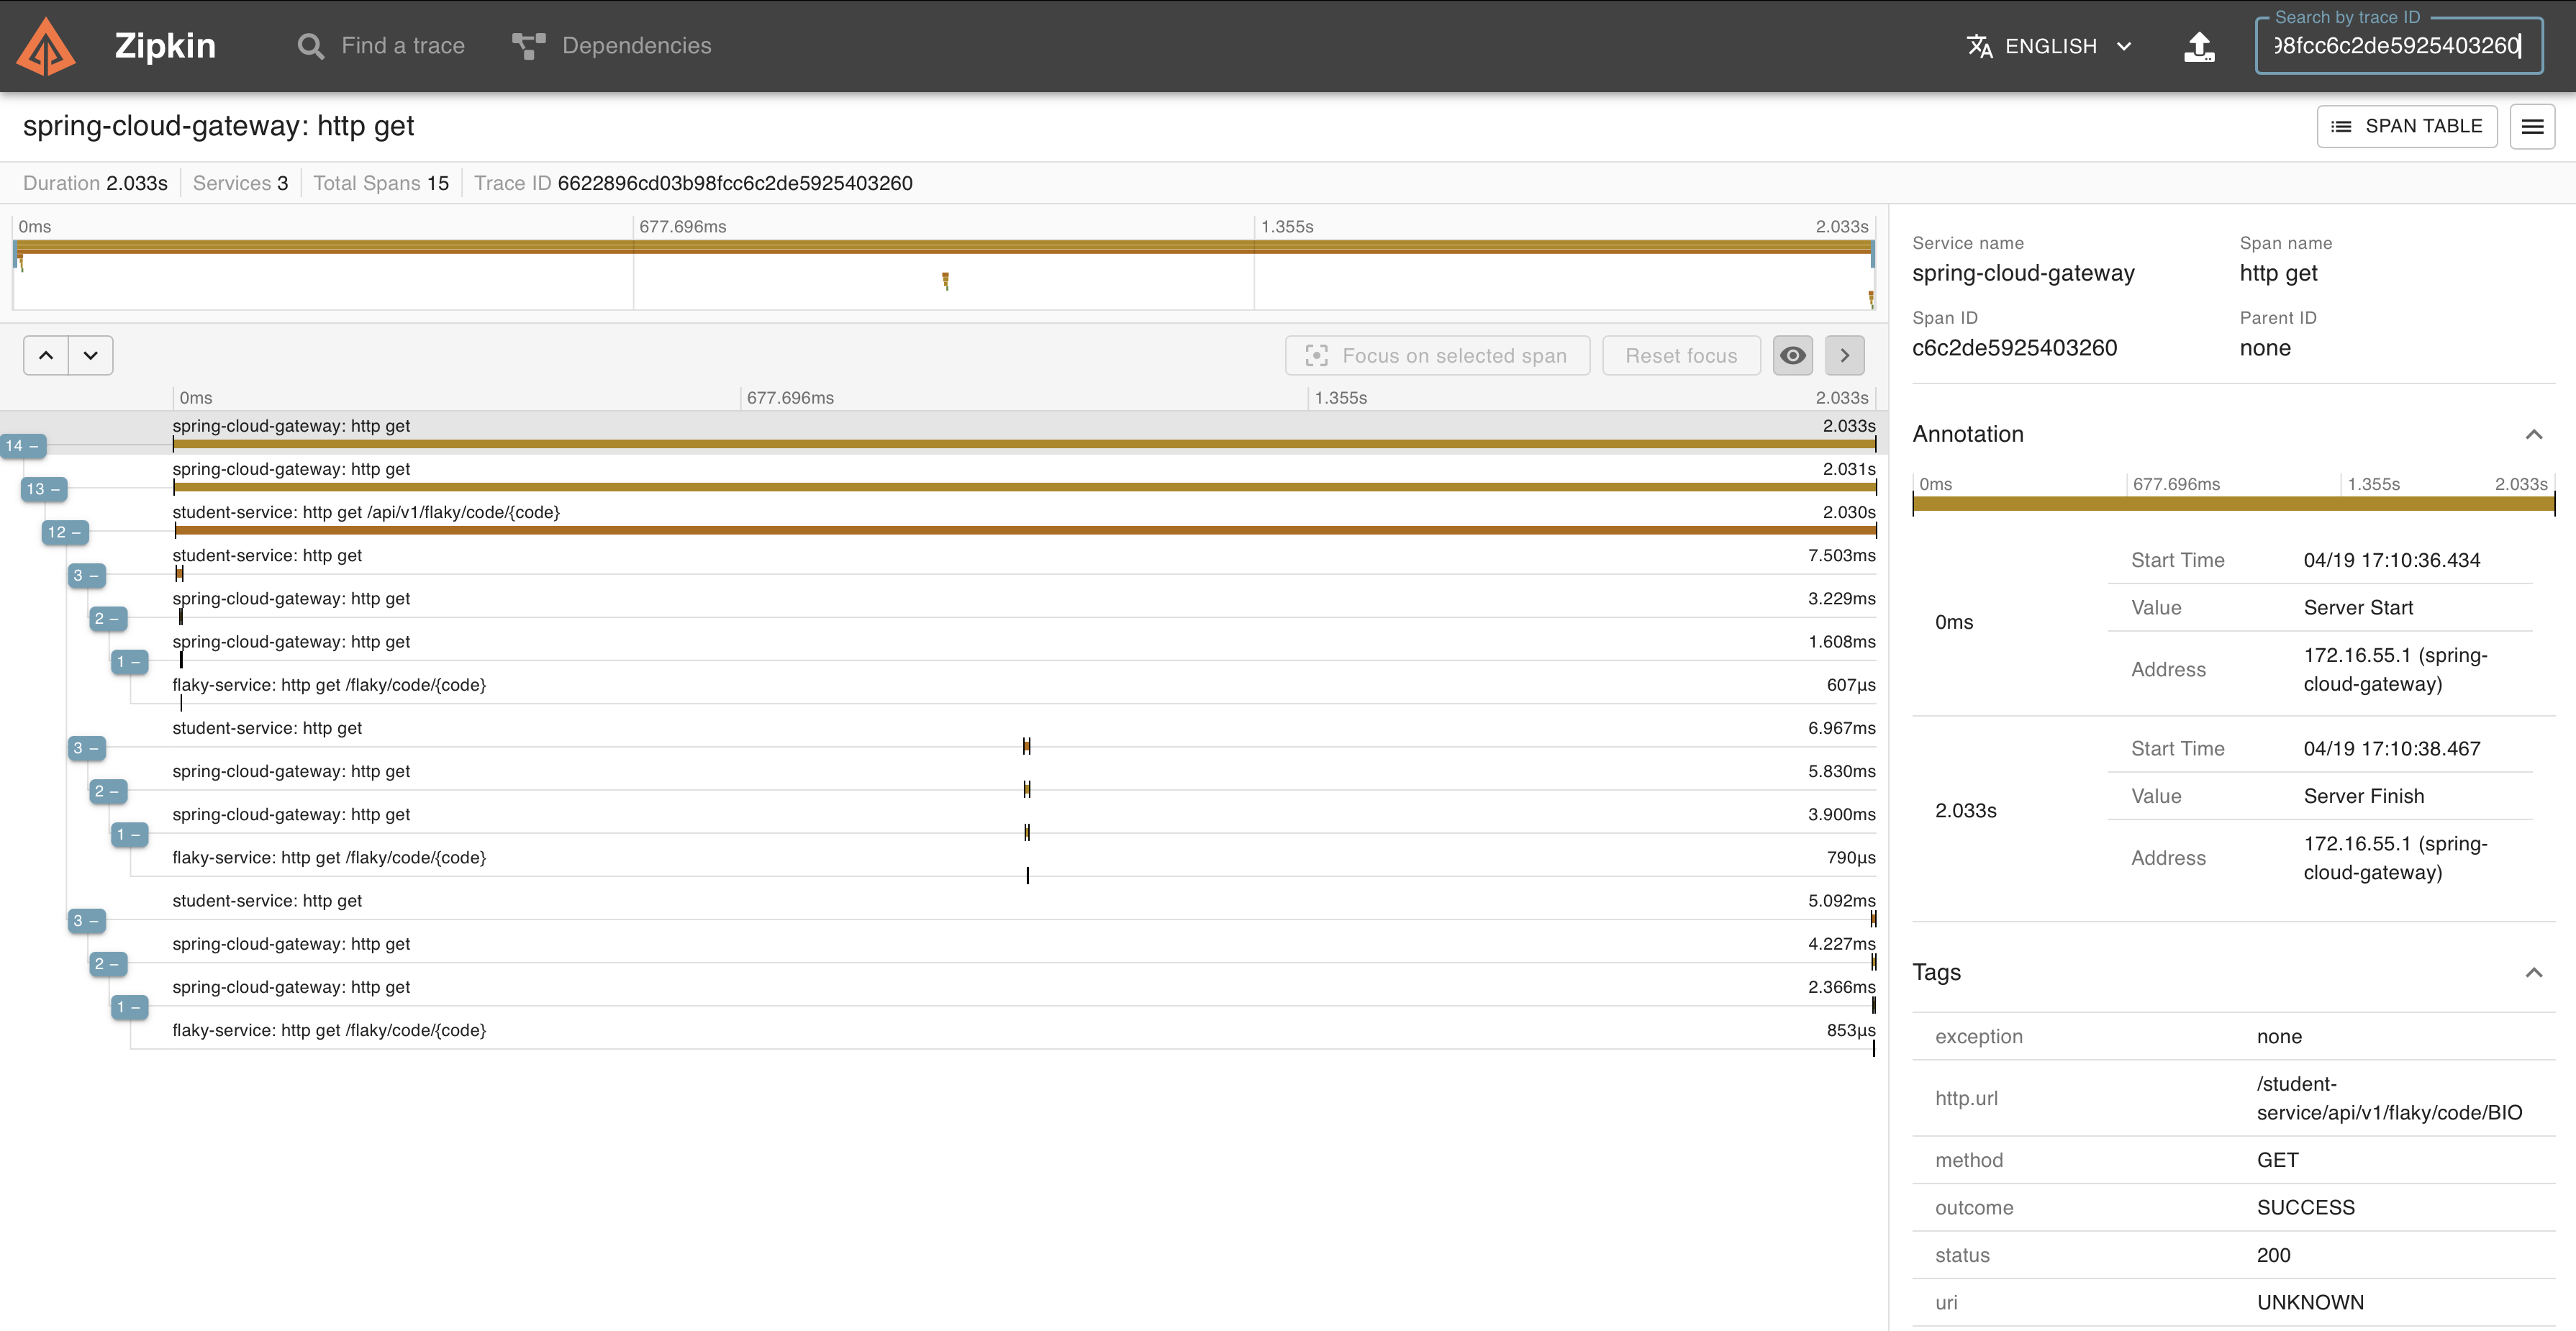 Zipkin
Find a trace
Dependencies
ENGLISH
Search by trace ID
98fcc6c2de5925403260
spring-cloud-gateway: http get
SPAN TABLE
Duration 2.033s Services 3 Total Spans 15 Trace ID 6622896cd03b98fcc6c2de5925403260
0ms 677.696ms 1.355s 2.033s
Focus on selected span
Reset focus
0ms 677.696ms 1.355s 2.033s
spring-cloud-gateway: http get 2.033s
14 –
spring-cloud-gateway: http get 2.031s
13 –
student-service: http get /api/v1/flaky/code/{code} 2.030s
12 –
student-service: http get 7.503ms
3 –
spring-cloud-gateway: http get 3.229ms
2 –
spring-cloud-gateway: http get 1.608ms
1 –
flaky-service: http get /flaky/code/{code} 607µs
student-service: http get 6.967ms
3 –
spring-cloud-gateway: http get 5.830ms
2 –
spring-cloud-gateway: http get 3.900ms
1 –
flaky-service: http get /flaky/code/{code} 790µs
student-service: http get 5.092ms
3 –
spring-cloud-gateway: http get 4.227ms
2 –
spring-cloud-gateway: http get 2.366ms
1 –
flaky-service: http get /flaky/code/{code} 853µs
Service name Span name
spring-cloud-gateway http get
Span ID Parent ID
c6c2de5925403260 none
Annotation
0ms 677.696ms 1.355s 2.033s
0ms
Start Time 04/19 17:10:36.434
Value Server Start
Address 172.16.55.1 (spring-
cloud-gateway)
2.033s
Start Time 04/19 17:10:38.467
Value Server Finish
Address 172.16.55.1 (spring-
cloud-gateway)
Tags
exception none
http.url /student-
service/api/v1/flaky/code/BIO
method GET
outcome SUCCESS
status 200
uri UNKNOWN